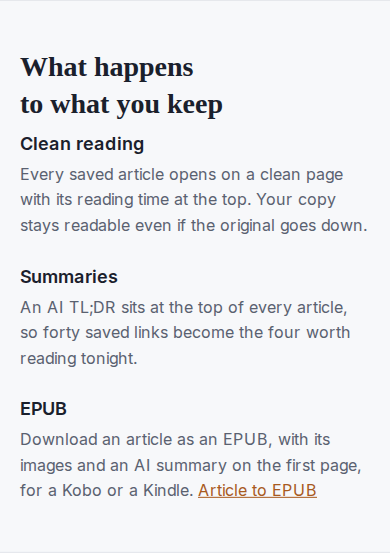 What happens
to what you keep
Clean reading
Every saved article opens on a clean page
with its reading time at the top. Your copy
stays readable even if the original goes down.
Summaries
An AI TL;DR sits at the top of every article,
so forty saved links become the four worth
reading tonight.
EPUB
Download an article as an EPUB, with its
images and an AI summary on the first page,
for a Kobo or a Kindle. Article to EPUB